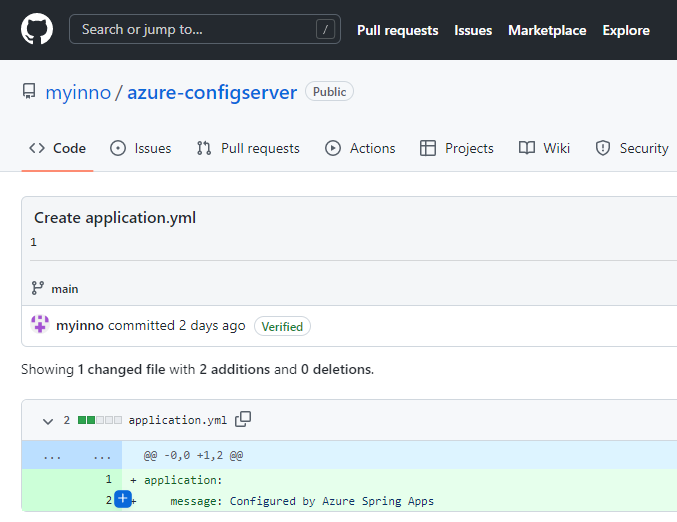 Search or jump to... /
Pull requests Issues Marketplace Explore
myinno / azure-configserver Public
Code Issues Pull requests Actions Projects Wiki Security
Create application.yml
1
main
myinno committed 2 days ago Verified
Showing 1 changed file with 2 additions and 0 deletions.
2 application.yml
... ... @@ -0,0 +1,2 @@
1 + application:
2 + message: Configured by Azure Spring Apps